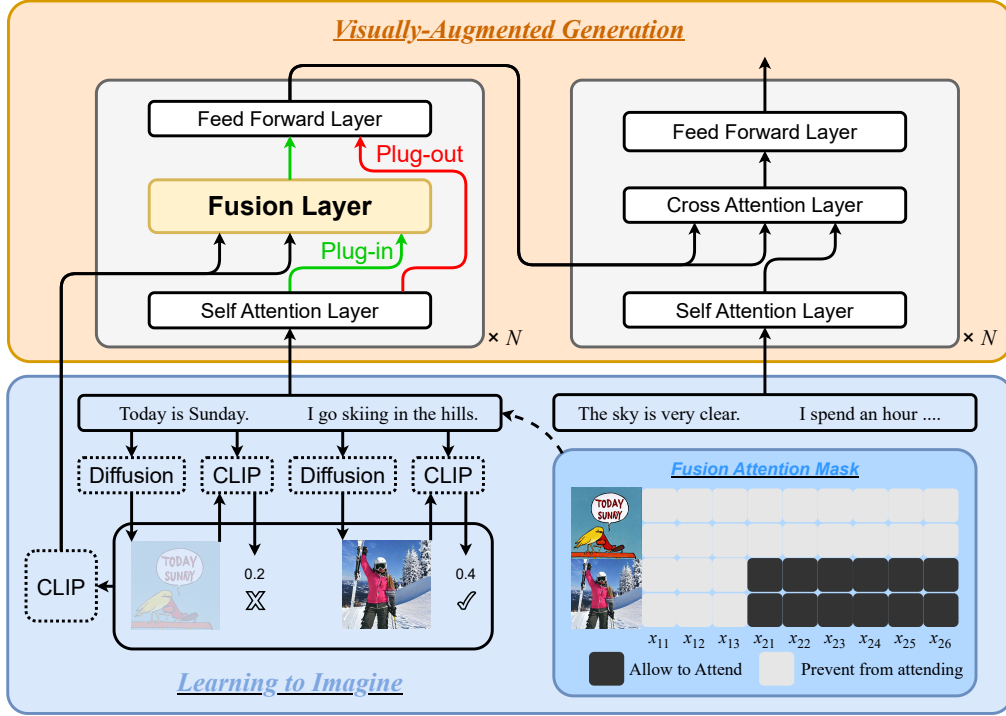 Visually-Augmented Generation
Feed Forward Layer
Plug-out
Fusion Layer
Plug-in
Self Attention Layer
× N
Feed Forward Layer
Cross Attention Layer
Self Attention Layer
× N
Today is Sunday. I go skiing in the hills.
The sky is very clear. I spend an hour ....
Diffusion
CLIP
Diffusion
CLIP
CLIP
TODAY
SUNNY
0.2
X
0.4
✓
Learning to Imagine
Fusion Attention Mask
TODAY
SUNNY
x11 x12 x13 x21 x22 x23 x24 x25 x26
Allow to Attend
Prevent from attending